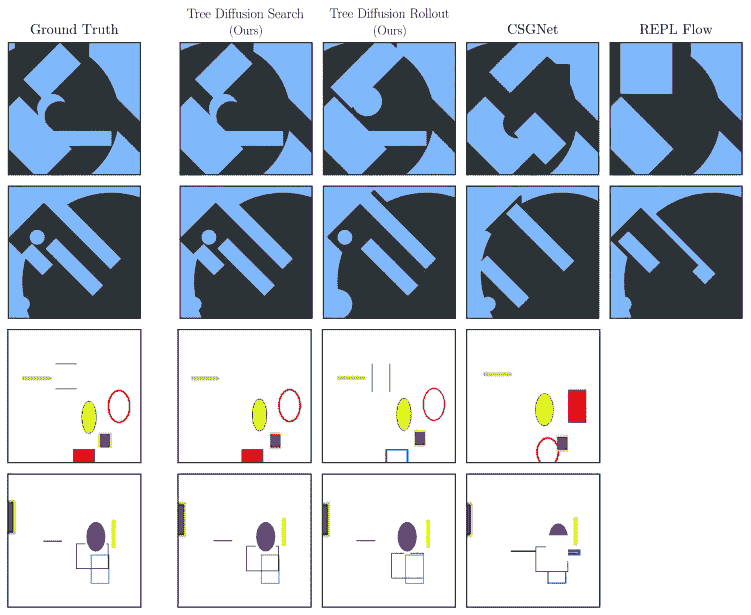 Ground Truth
Tree Diffusion Search
(Ours)
Tree Diffusion Rollout
(Ours)
CSGNet
REPL Flow